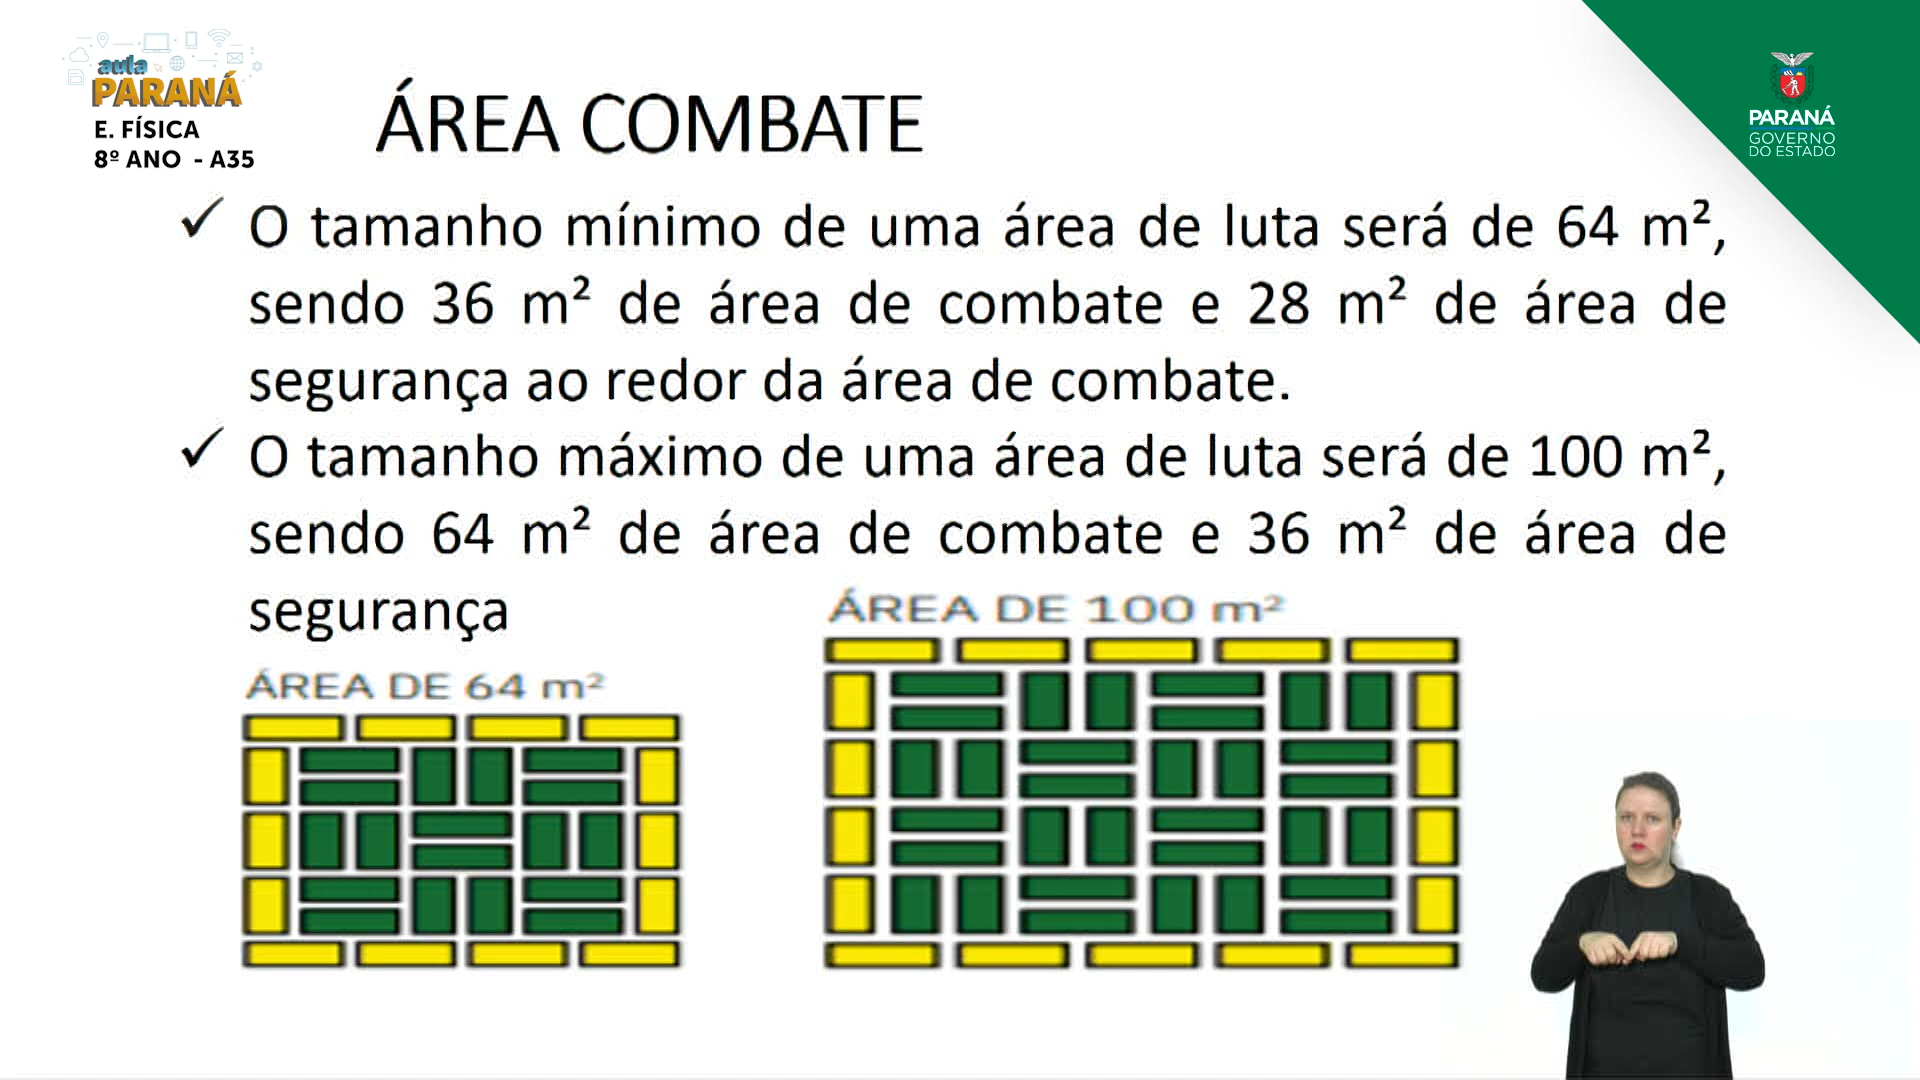 aula
PARANÁ
E. FÍSICA
8º ANO - A35
ÁREA COMBATE
PARANÁ
GOVERNO
DO ESTADO
✓ O tamanho mínimo de uma área de luta será de 64 m²,
sendo 36 m² de área de combate e 28 m² de área de
segurança ao redor da área de combate.
✓ O tamanho máximo de uma área de luta será de 100 m²,
sendo 64 m² de área de combate e 36 m² de área de
segurança
ÁREA DE 100 m²
ÁREA DE 64 m²